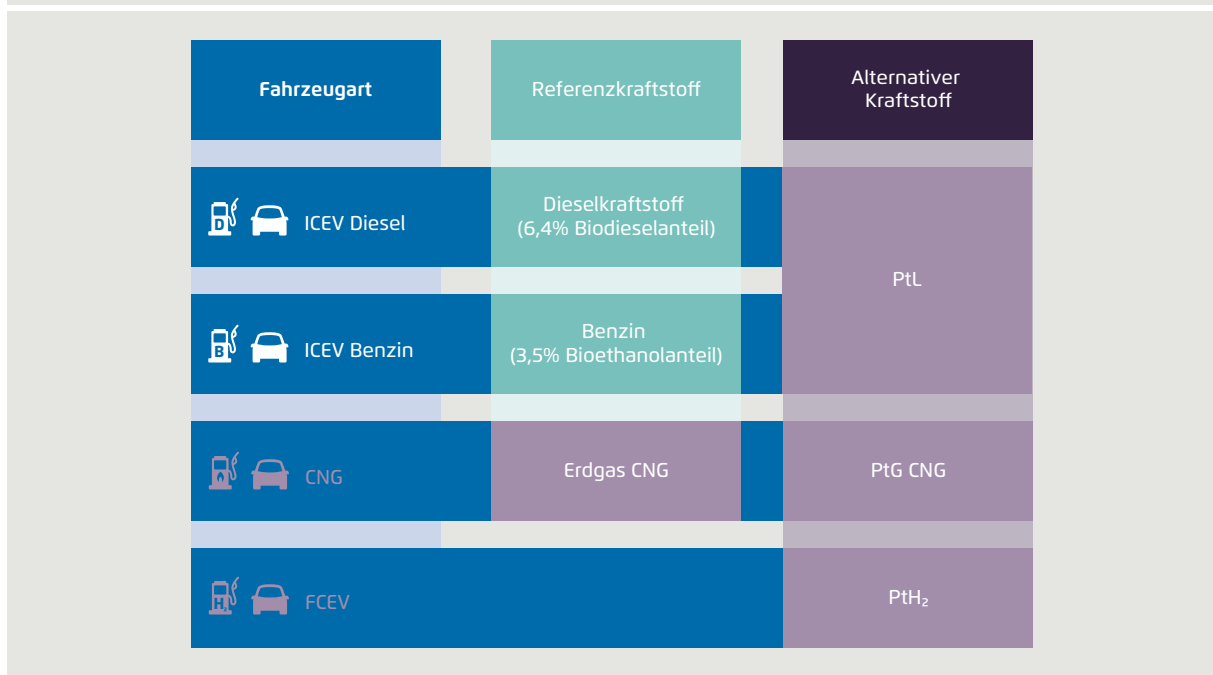 Fahrzeugart
Referenzkraftstoff
Alternativer
Kraftstoff
D
ICEV Diesel
Dieselkraftstoff
(6,4% Biodieselanteil)
PtL
B
ICEV Benzin
Benzin
(3,5% Bioethanolanteil)
CNG
Erdgas CNG
PtG CNG
H₂
FCEV
PtH₂